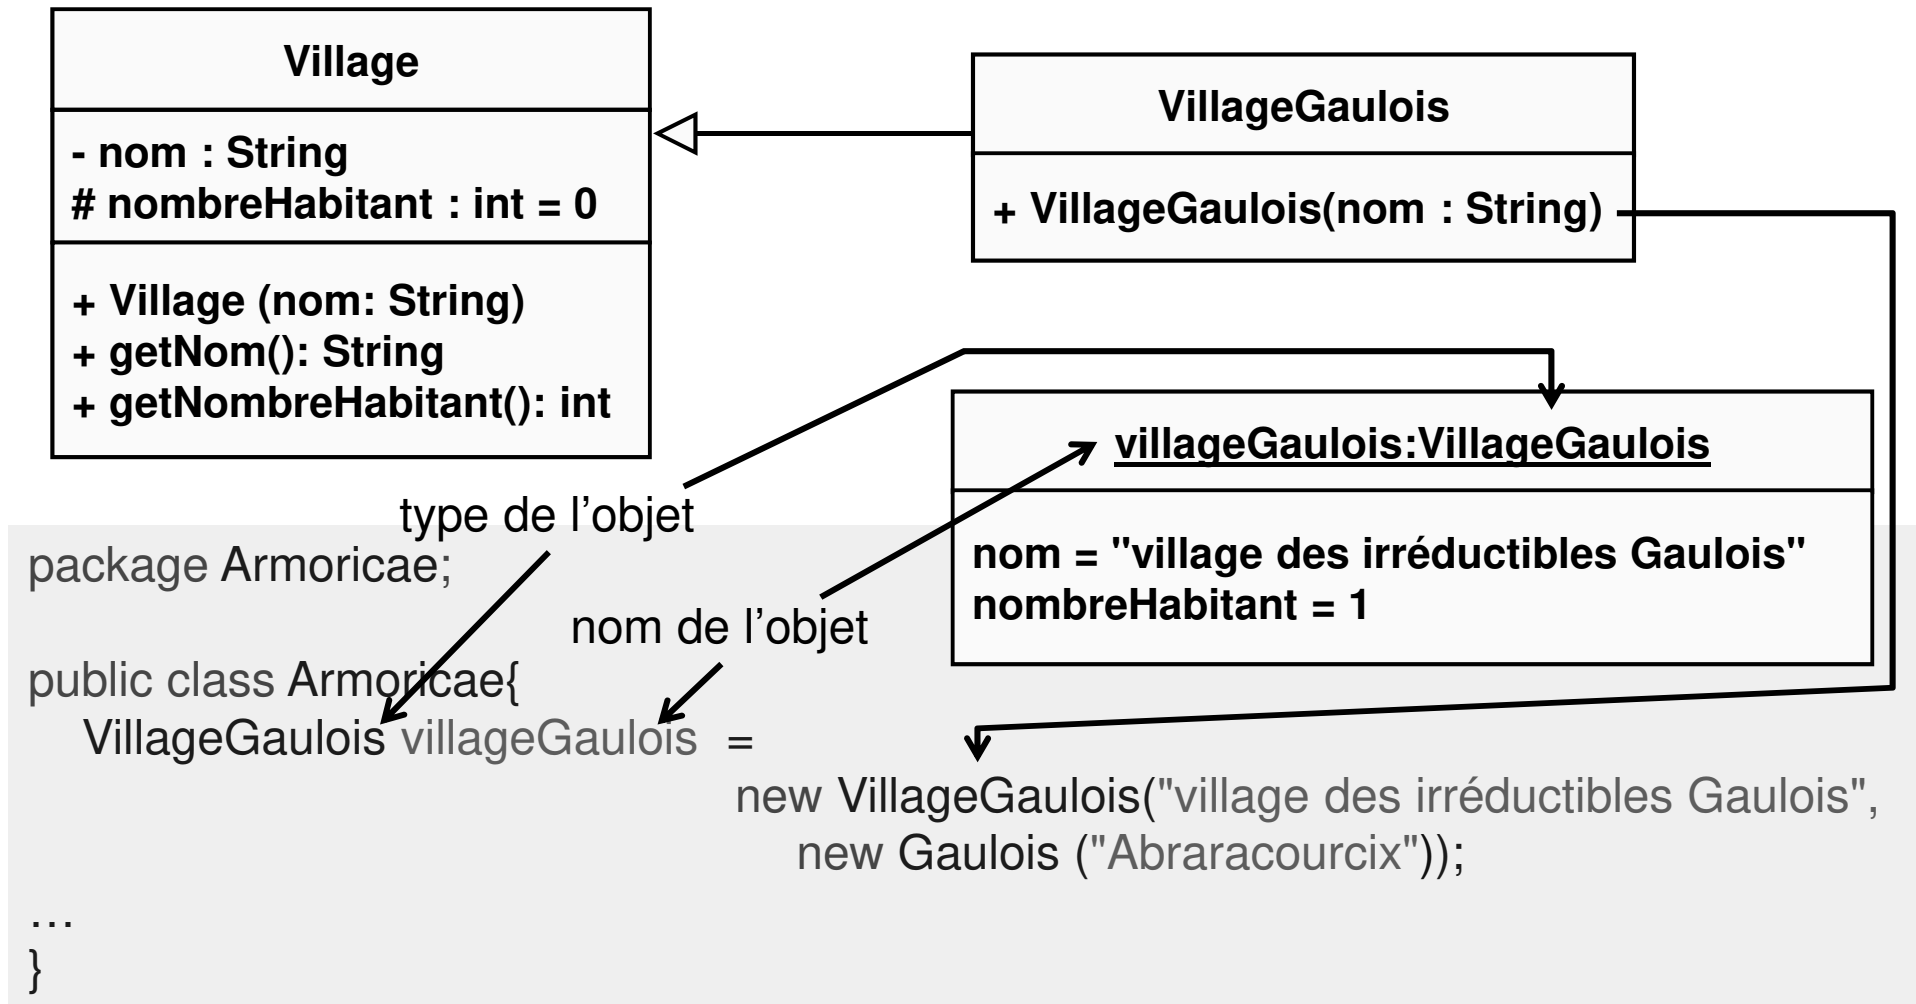 Village
- nom : String
# nombreHabitant : int = 0
+ Village (nom: String)
+ getNom(): String
+ getNombreHabitant(): int
VillageGaulois
+ VillageGaulois(nom : String)
villageGaulois:VillageGaulois
nom = "village des irréductibles Gaulois"
nombreHabitant = 1
type de l’objet
nom de l’objet
package Armoricae;
public class Armoricae{
VillageGaulois villageGaulois =
new VillageGaulois("village des irréductibles Gaulois",
new Gaulois ("Abraracourcix"));
…
}